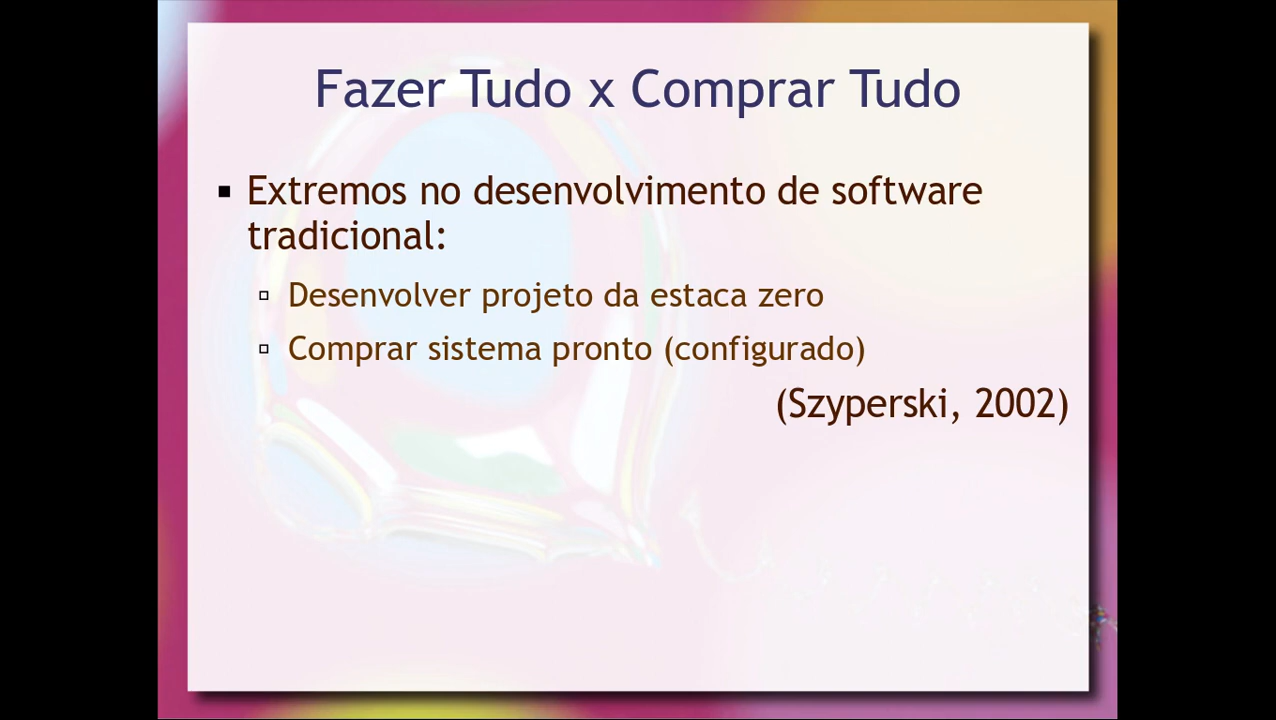 Fazer Tudo x Comprar Tudo
Extremos no desenvolvimento de software
tradicional:
Desenvolver projeto da estaca zero
Comprar sistema pronto (configurado)
(Szyperski, 2002)